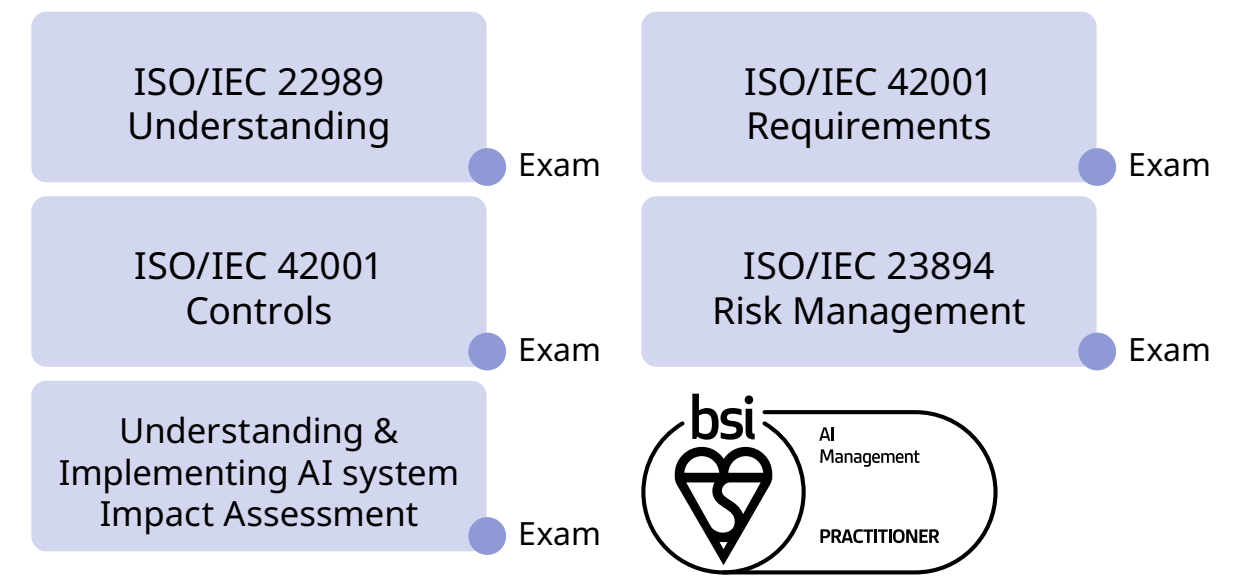 ISO/IEC 22989
Understanding
Exam
ISO/IEC 42001
Requirements
Exam
ISO/IEC 42001
Controls
Exam
ISO/IEC 23894
Risk Management
Exam
Understanding &
Implementing AI system
Impact Assessment
Exam
bsi
AI
Management
PRACTITIONER